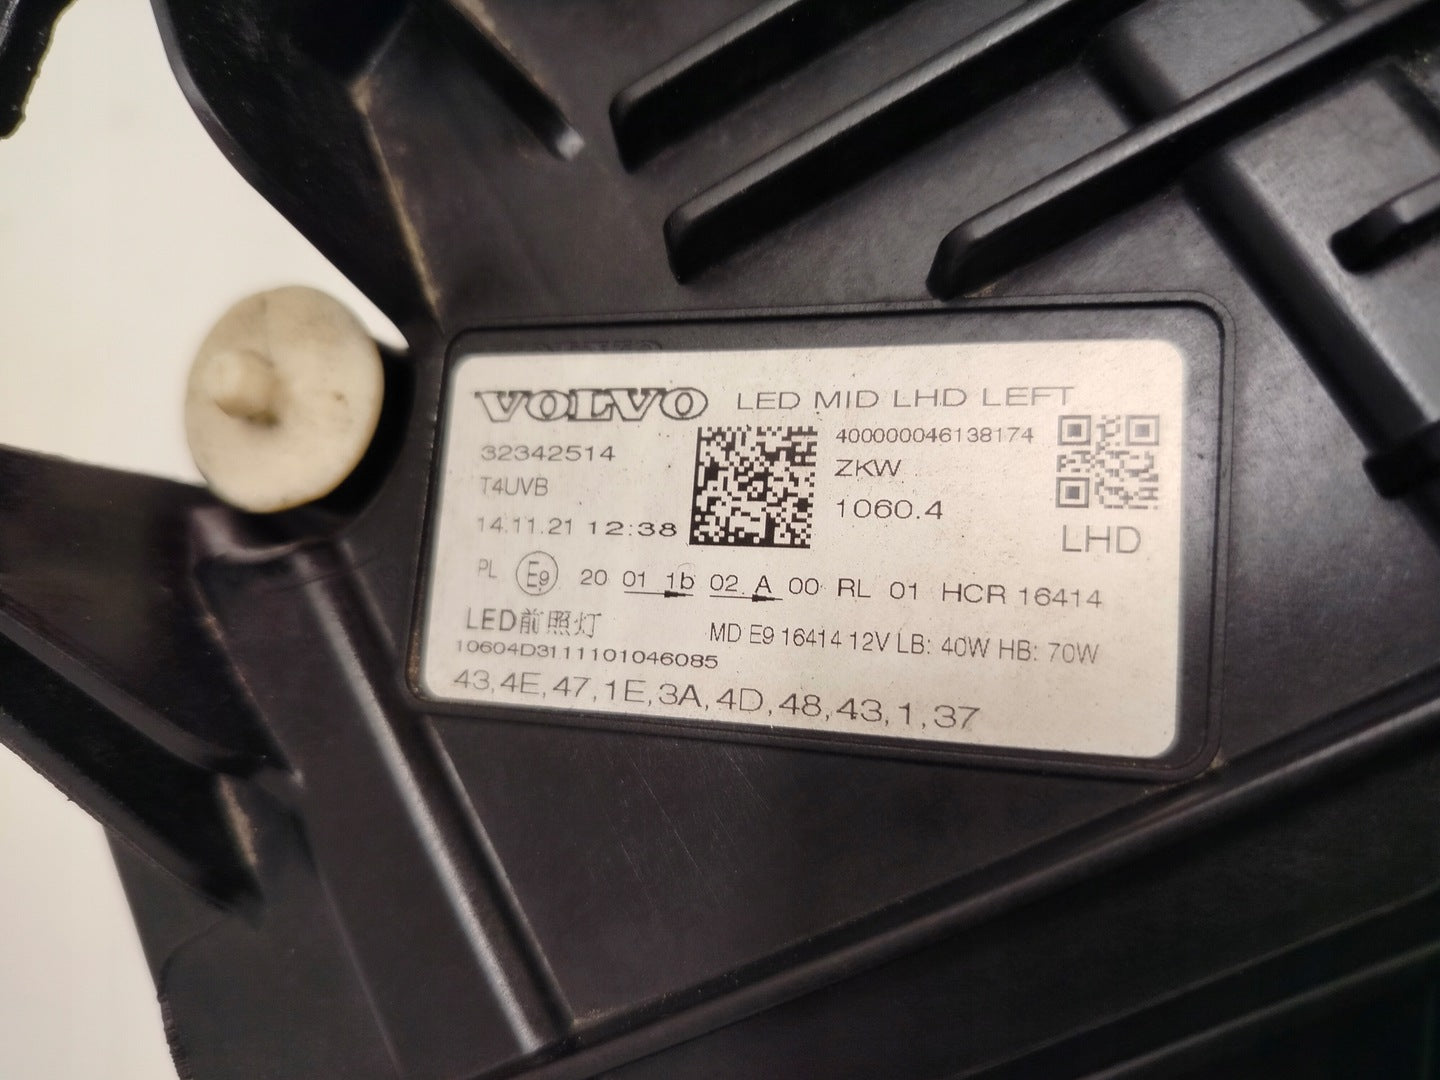 VOLVO LED MID LHD LEFT
32342514
T4UVB
14.11.21 12:38
400000046138174
ZKW
1060.4
LHD
PL E9 20 01 1b 02.A 00 RL 01 HCR 16414
LED前照灯
MD E9 16414 12V LB: 40W HB: 70W
10604D3111101046085
43,4E,47,1E,3A,4D,48,43,1,37